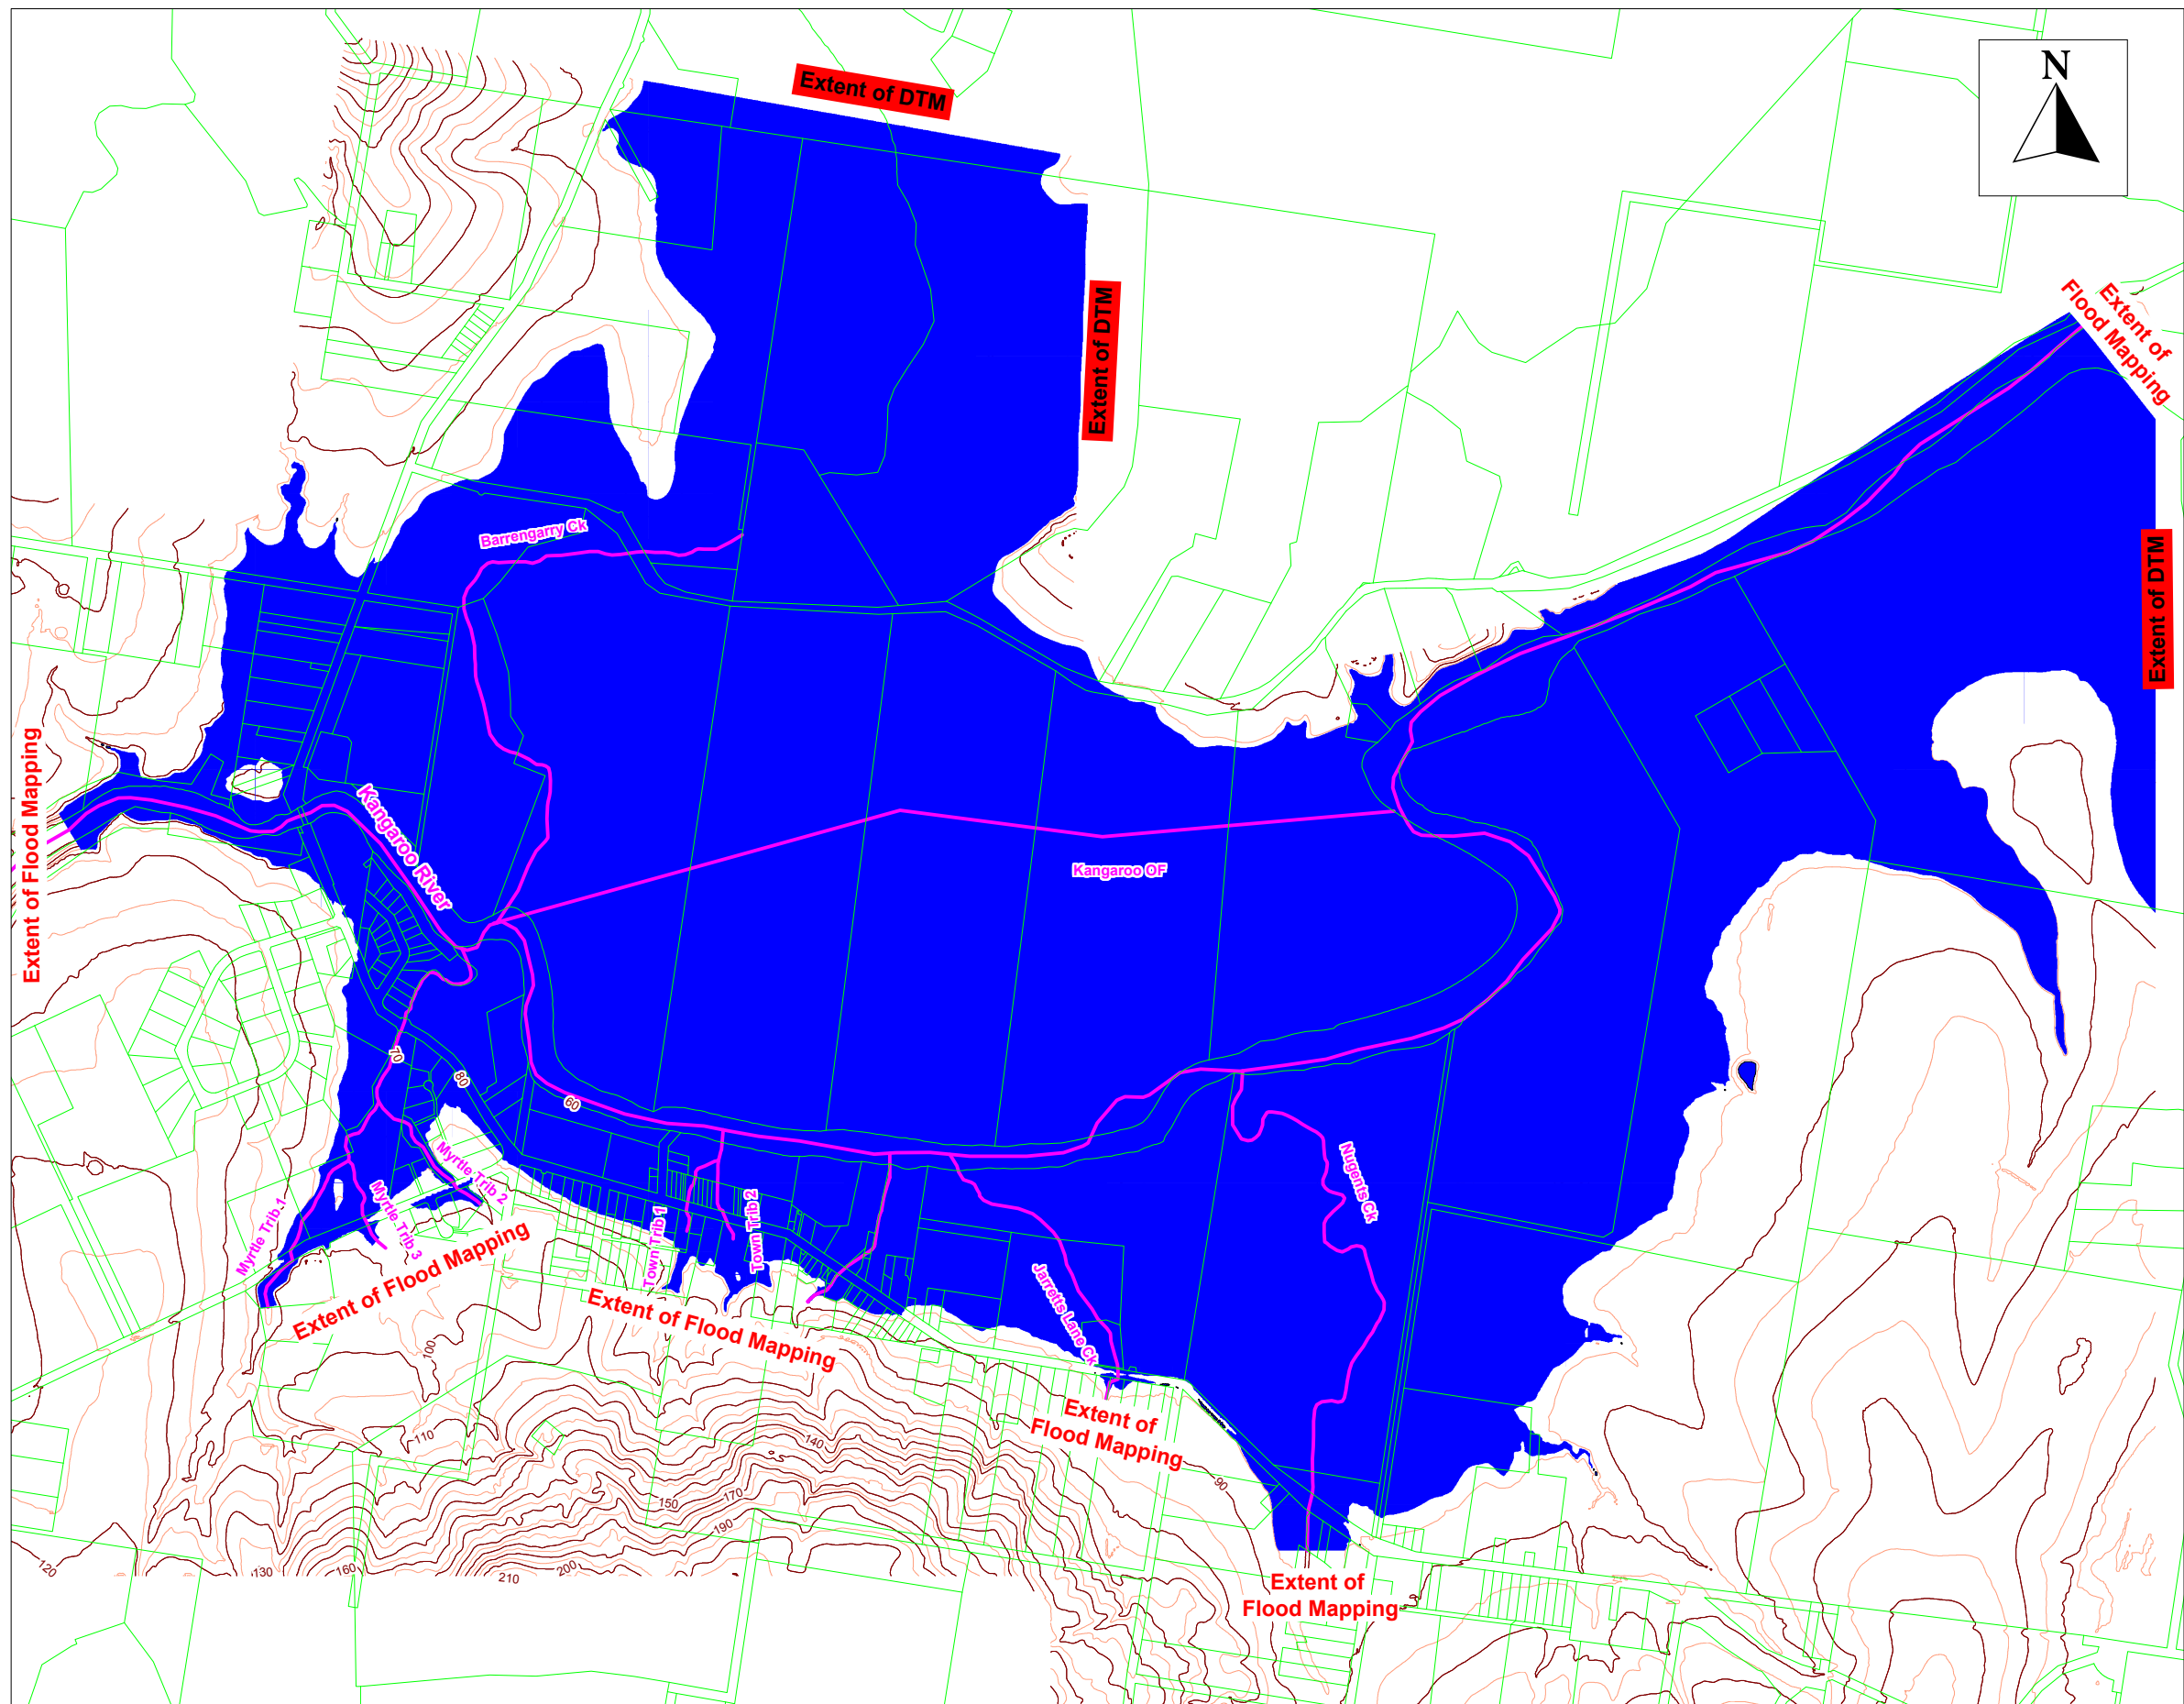 N
Extent of DTM
Extent of
Flood Mapping
Extent of DTM
Barrengarry Ck
Extent of DTM
Extent of Flood Mapping
Kangaroo River
Kangaroo OF
70
80
60
Myrtle Trib 2
Nugents Ck
Myrtle Trib 1
Myrtle Trib 3
Town Trib 1
Town Trib 2
Extent of Flood Mapping
Jarretts Lane Ck
Extent of Flood Mapping
100
Extent of
Flood Mapping
110
140
90
150
170
190
120
130
160
210
200
Extent of
Flood Mapping